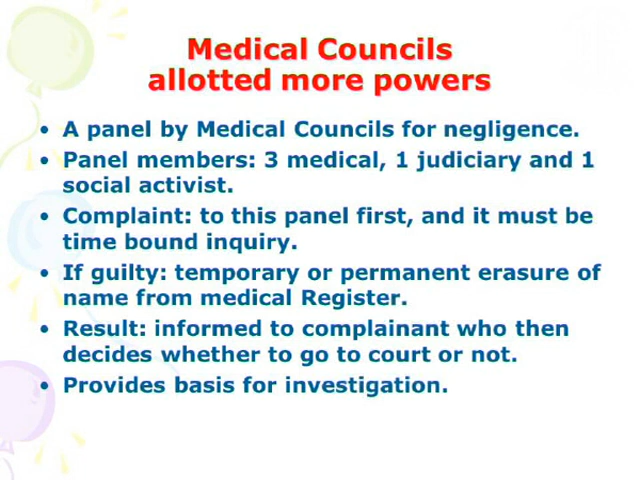 Medical Councils
allotted more powers
• A panel by Medical Councils for negligence.
• Panel members: 3 medical, 1 judiciary and 1
social activist.
• Complaint: to this panel first, and it must be
time bound inquiry.
• If guilty: temporary or permanent erasure of
name from medical Register.
• Result: informed to complainant who then
decides whether to go to court or not.
• Provides basis for investigation.